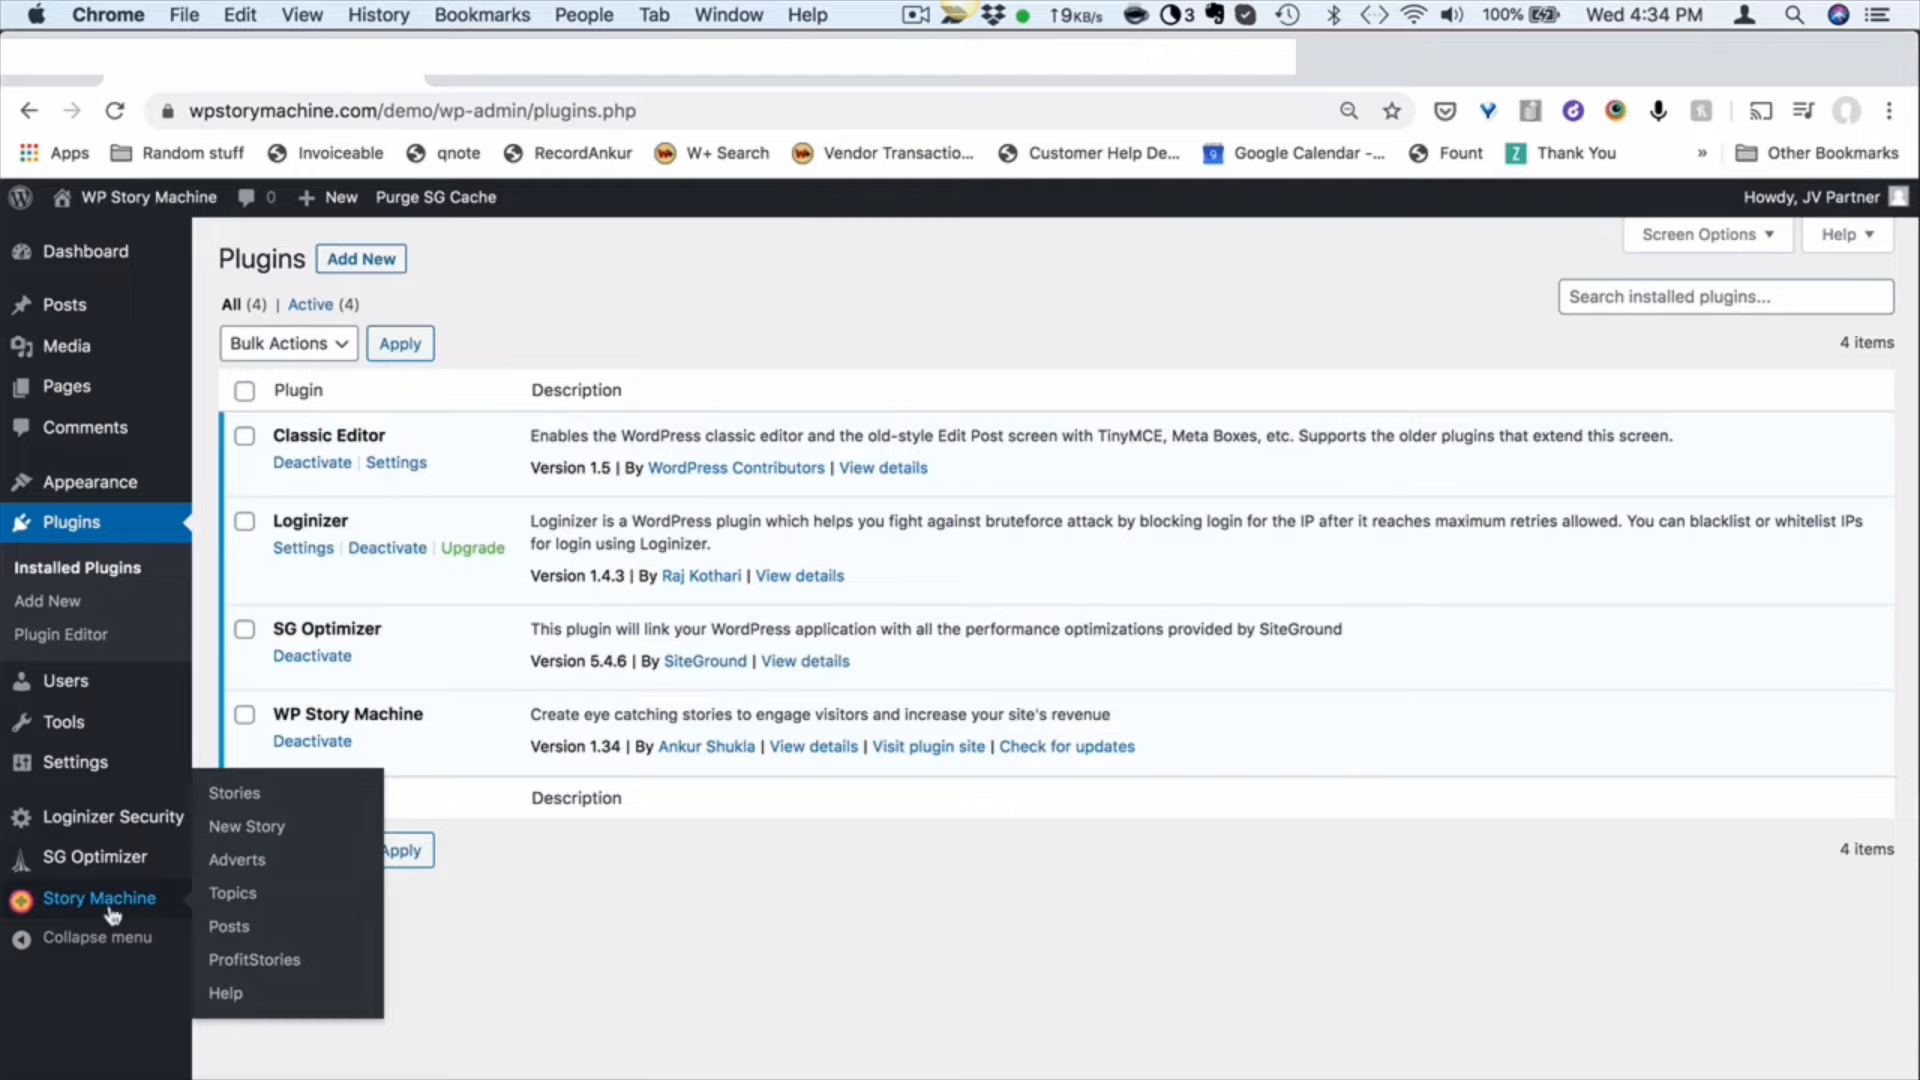 Chrome File Edit View History Bookmarks People Tab Window Help ↑9KB/s 3 100% Wed 4:34 PM
wpstorymachine.com/demo/wp-admin/plugins.php
Apps Random stuff Invoiceable qnote RecordAnkur W+ Search Vendor Transactio... Customer Help De... 9 Google Calendar -... Fount Z Thank You » Other Bookmarks
WP Story Machine 0 + New Purge SG Cache Howdy, JV Partner
Dashboard
Posts
Media
Pages
Comments
Appearance
Plugins
Installed Plugins
Add New
Plugin Editor
Users
Tools
Settings
Loginizer Security
SG Optimizer
Story Machine
Collapse menu
Stories
New Story
Adverts
Topics
Posts
ProfitStories
Help
Screen Options ▼ Help ▼
Plugins Add New
All (4) | Active (4)
Search installed plugins...
Bulk Actions Apply
4 items
Plugin Description
Classic Editor
Deactivate | Settings
Enables the WordPress classic editor and the old-style Edit Post screen with TinyMCE, Meta Boxes, etc. Supports the older plugins that extend this screen.
Version 1.5 | By WordPress Contributors | View details
Loginizer
Settings | Deactivate | Upgrade
Loginizer is a WordPress plugin which helps you fight against bruteforce attack by blocking login for the IP after it reaches maximum retries allowed. You can blacklist or whitelist IPs
for login using Loginizer.
Version 1.4.3 | By Raj Kothari | View details
SG Optimizer
Deactivate
This plugin will link your WordPress application with all the performance optimizations provided by SiteGround
Version 5.4.6 | By SiteGround | View details
WP Story Machine
Deactivate
Create eye catching stories to engage visitors and increase your site's revenue
Version 1.34 | By Ankur Shukla | View details | Visit plugin site | Check for updates
Description
Apply
4 items